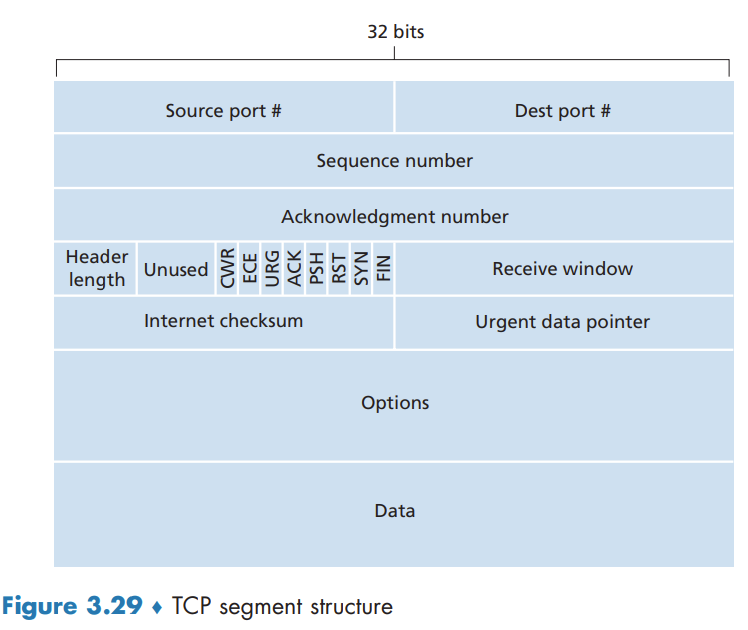 32 bits
Source port #
Dest port #
Sequence number
Acknowledgment number
Header
length
Unused
CWR
ECE
URG
ACK
PSH
RST
SYN
FIN
Receive window
Internet checksum
Urgent data pointer
Options
Data
Figure 3.29 ♦ TCP segment structure